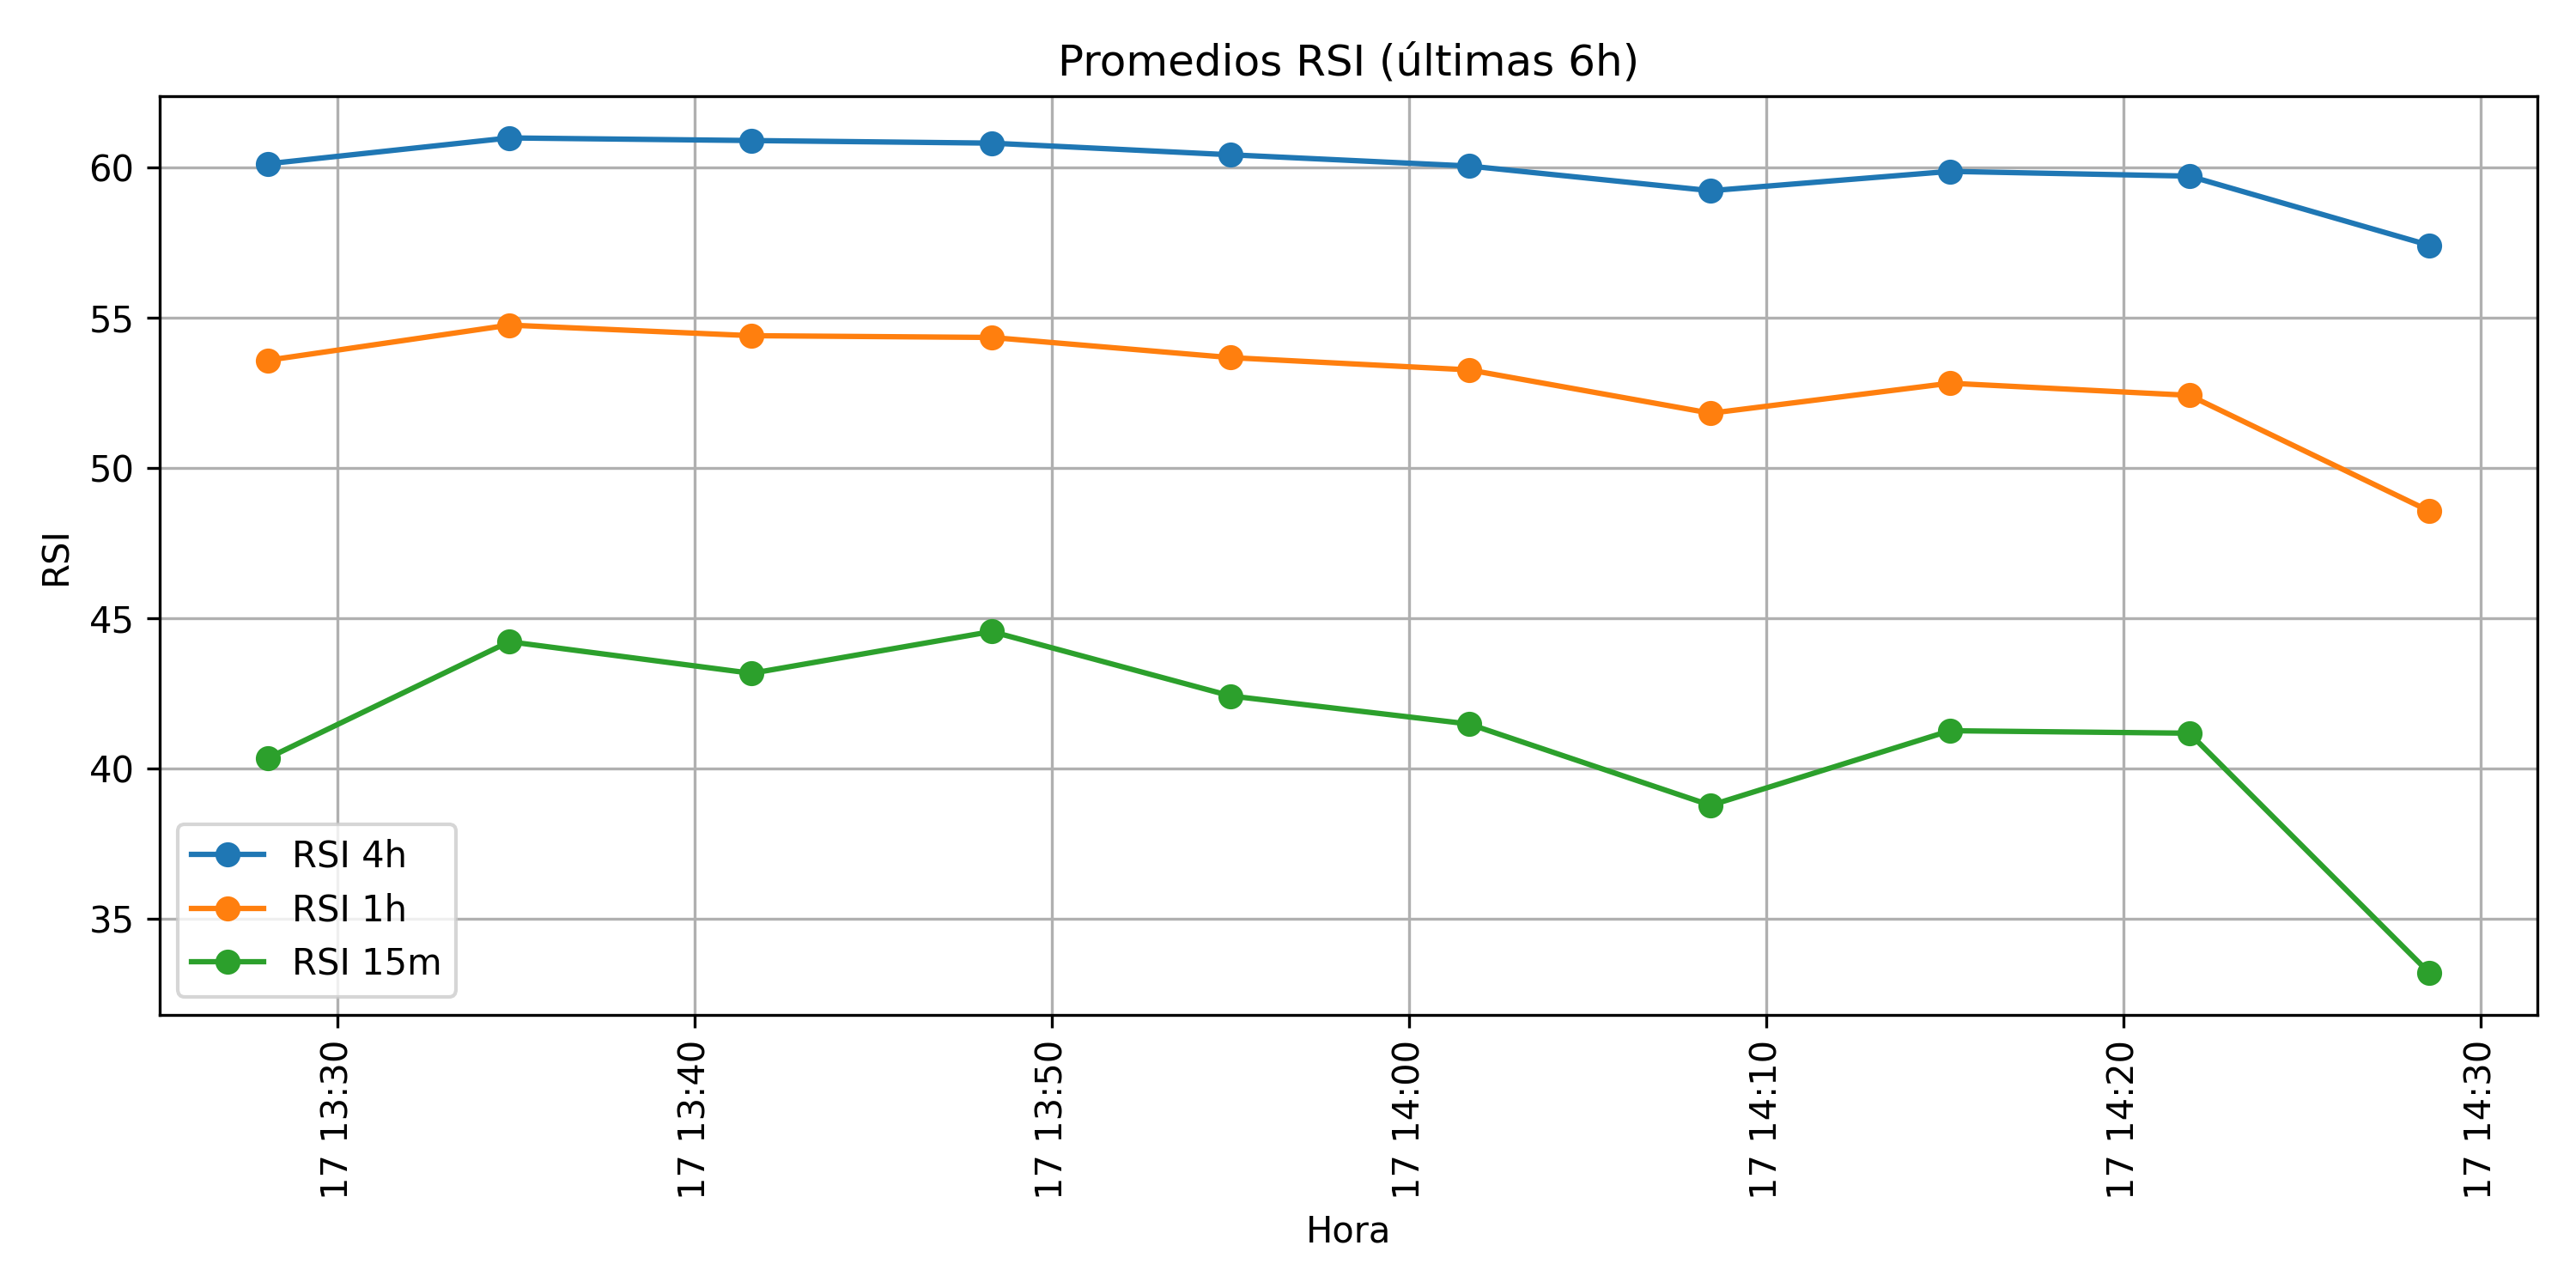 Promedios RSI (últimas 6h)
60
55
50
45
40
35
RSI
RSI 4h
RSI 1h
RSI 15m
17 13:30
17 13:40
17 13:50
17 14:00
17 14:10
17 14:20
17 14:30
Hora